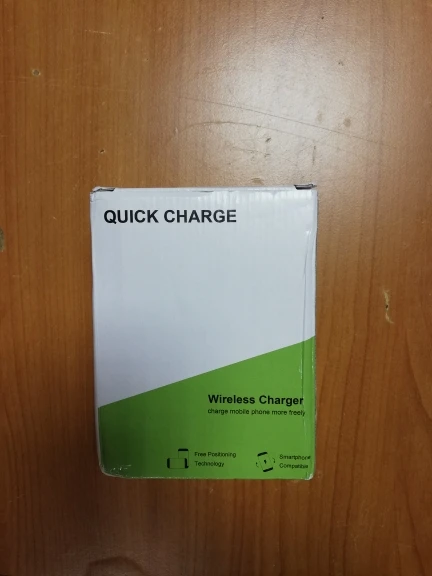 QUICK CHARGE
Wireless Charger
charge mobile phone more freely
Free Positioning
Technology
Smartphone
Compatible